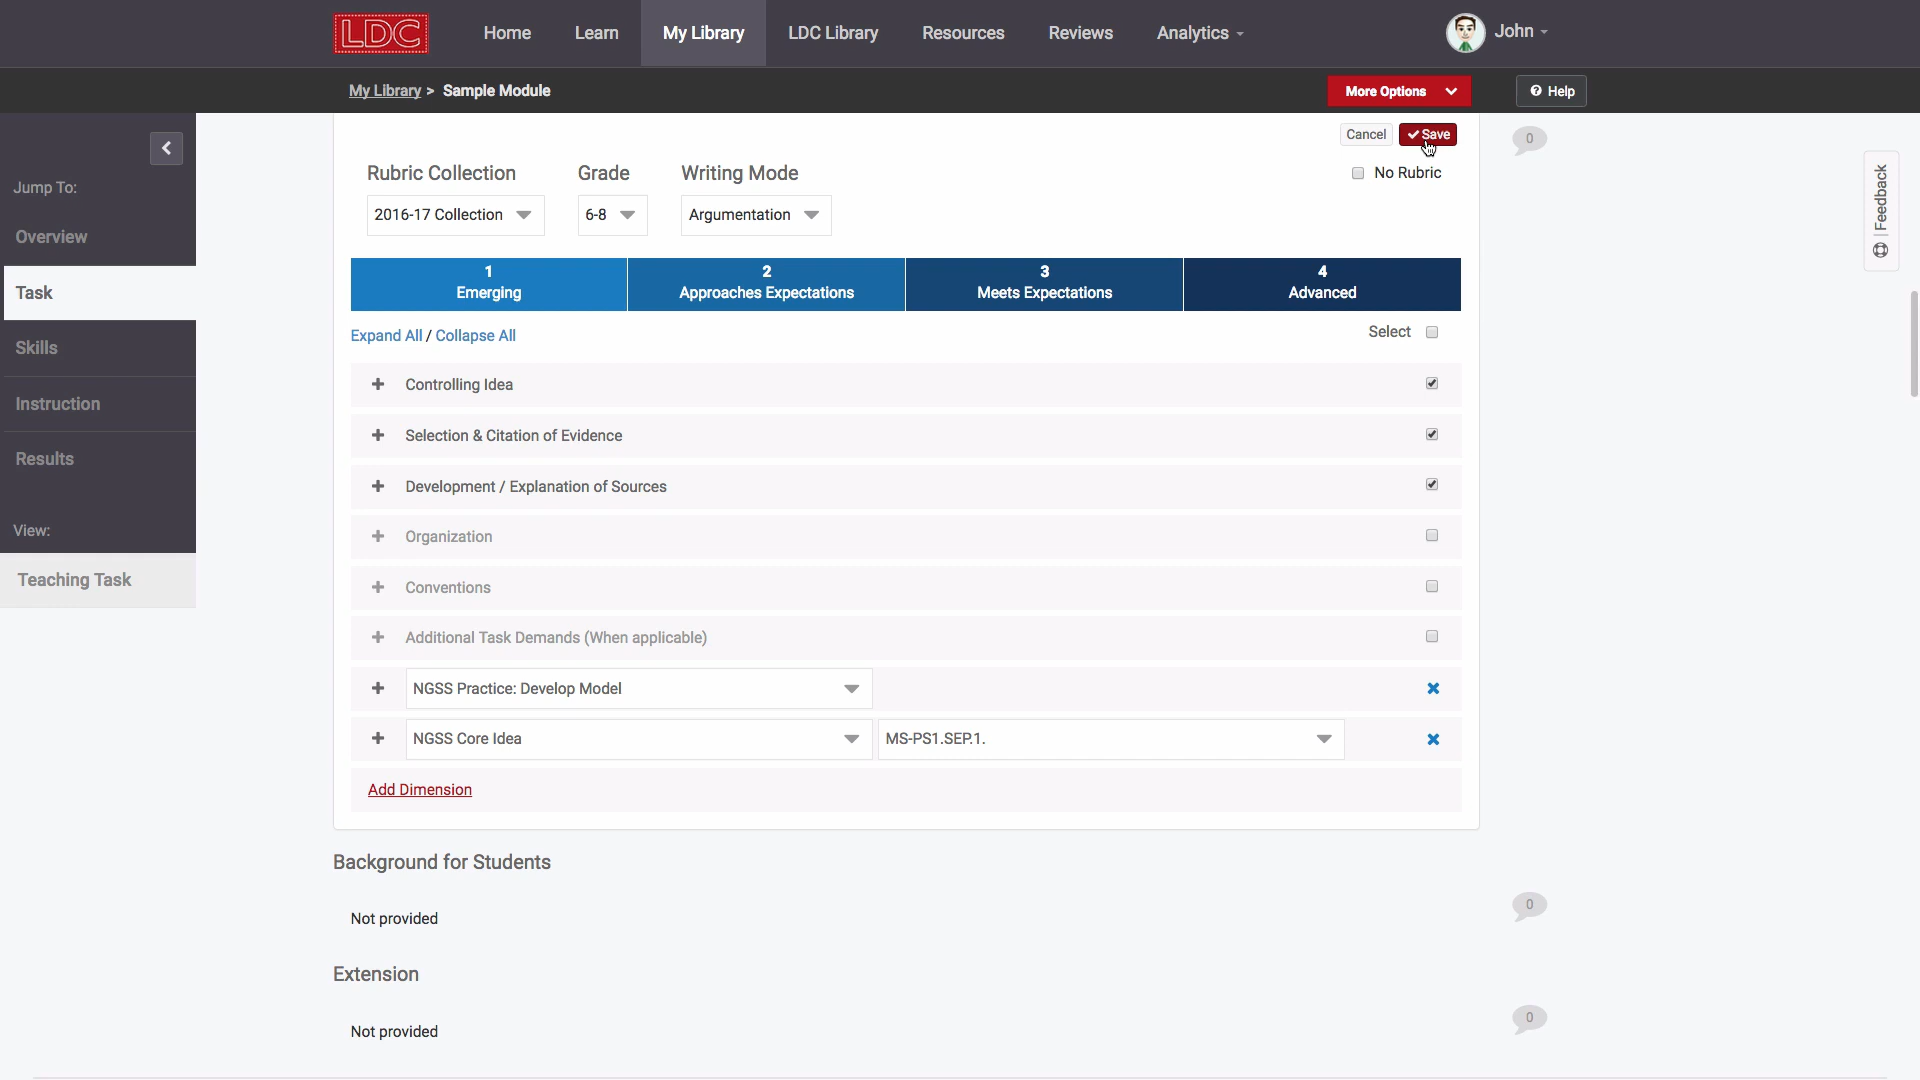 LDC
Home
Learn
My Library
LDC Library
Resources
Reviews
Analytics
John
My Library > Sample Module
More Options
Help
Cancel
Save
0
Jump To:
Overview
Task
Skills
Instruction
Results
View:
Teaching Task
Feedback
Rubric Collection
Grade
Writing Mode
No Rubric
2016-17 Collection
6-8
Argumentation
1
Emerging
2
Approaches Expectations
3
Meets Expectations
4
Advanced
Expand All / Collapse All
Select
Controlling Idea
Selection & Citation of Evidence
Development / Explanation of Sources
Organization
Conventions
Additional Task Demands (When applicable)
NGSS Practice: Develop Model
NGSS Core Idea
MS-PS1.SEP.1.
Add Dimension
Background for Students
0
Not provided
Extension
0
Not provided